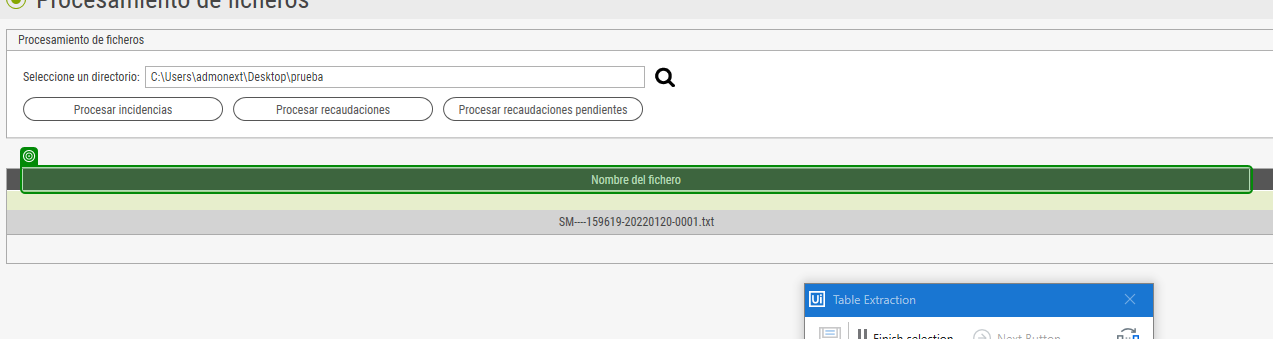 Procesamiento de ficheros
Procesamiento de ficheros
Seleccione un directorio: C:\Users\admonext\Desktop\prueba
Procesar incidencias Procesar recaudaciones Procesar recaudaciones pendientes
Nombre del fichero
SM----159619-20220120-0001.txt
Ui Table Extraction
Finish selection Next Button